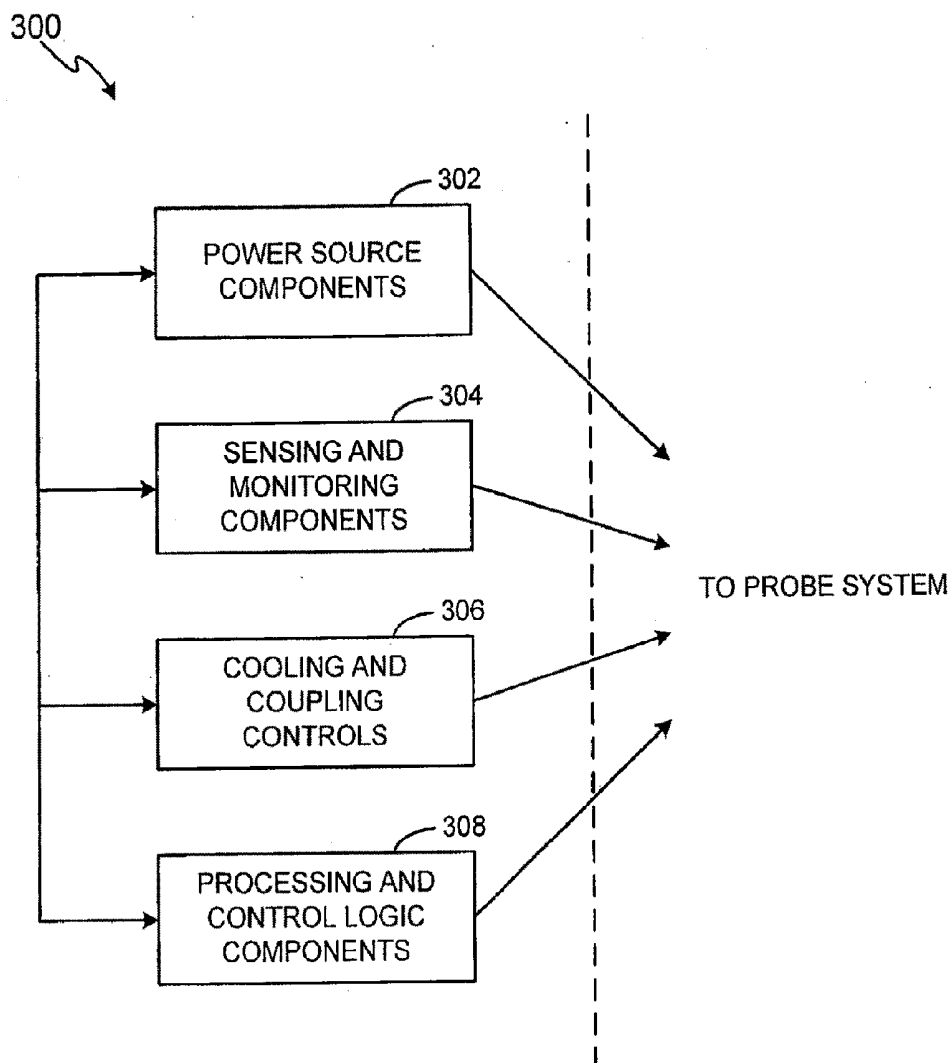 300
302
POWER SOURCE
COMPONENTS
304
SENSING AND
MONITORING
COMPONENTS
306
COOLING AND
COUPLING
CONTROLS
TO PROBE SYSTEM
308
PROCESSING AND
CONTROL LOGIC
COMPONENTS